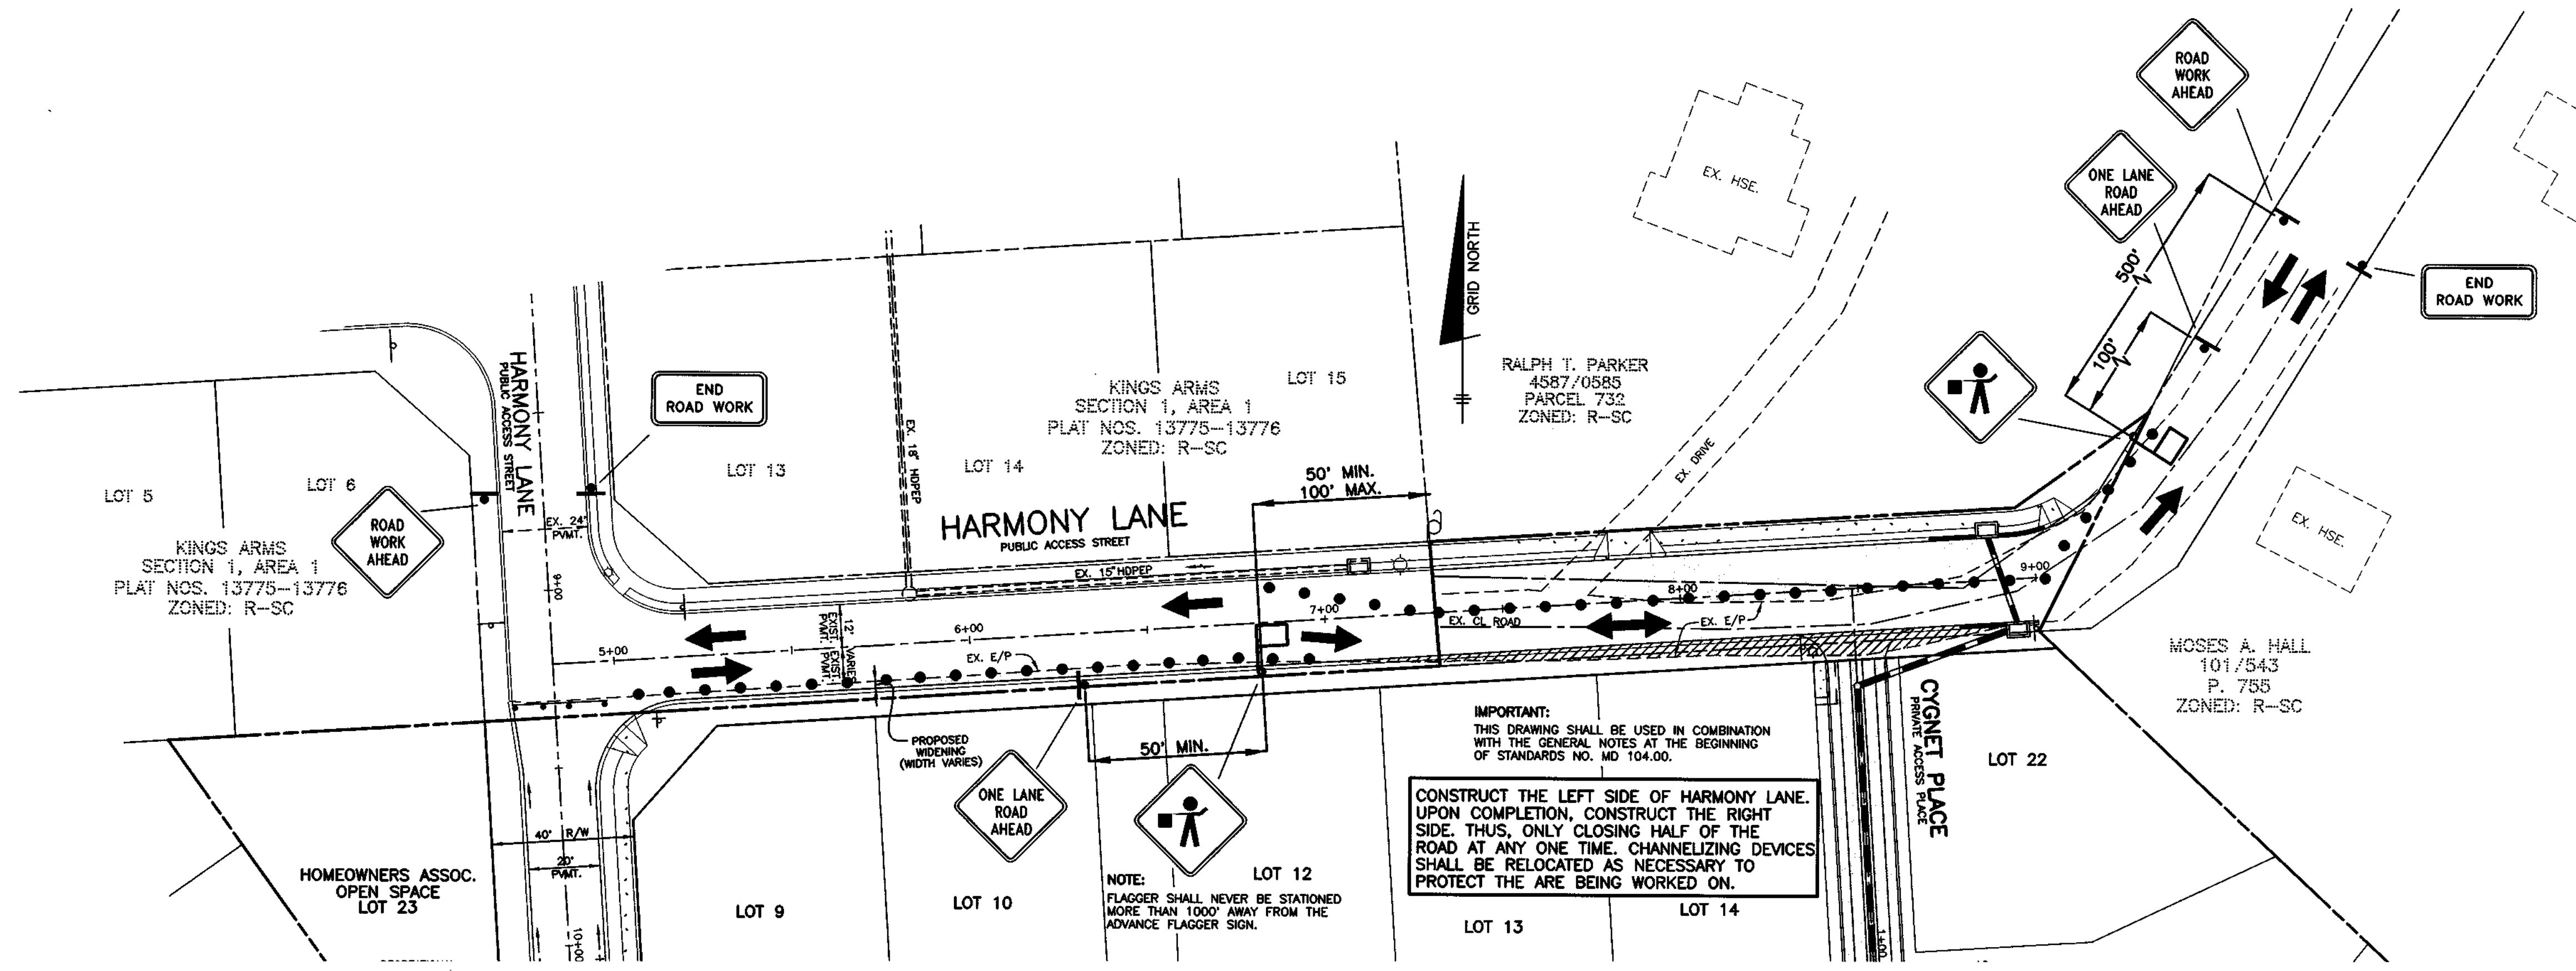 ROAD
WORK
AHEAD
ONE LANE
ROAD
AHEAD
500'
100'
END
ROAD WORK
EX. HSE.
GRID NORTH
RALPH T. PARKER
4587/0585
PARCEL 732
ZONED: R-SC
EX. DRIVE
HARMONY LANE
PUBLIC ACCESS STREET
END
ROAD WORK
LOT 5
LOT 6
ROAD
WORK
AHEAD
KINGS ARMS
SECTION 1, AREA 1
PLAT NOS. 13775-13776
ZONED: R-SC
EX. 24'
PVMT.
9+00
LOT 13
EX. 18" HDPEP
LOT 14
KINGS ARMS
SECTION 1, AREA 1
PLAT NOS. 13775-13776
ZONED: R-SC
LOT 15
50' MIN.
100' MAX.
HARMONY LANE
PUBLIC ACCESS STREET
EX. 15" HDPEP
5+00
6+00
7+00
8+00
9+00
12'
EXIST.
PVMT.
VARIES
EXIST.
PVMT.
EX. E/P
EX. CL ROAD
EX. E/P
EX. HSE.
MOSES A. HALL
101/543
P. 755
ZONED: R-SC
PROPOSED
WIDENING
(WIDTH VARIES)
50' MIN.
ONE LANE
ROAD
AHEAD
IMPORTANT:
THIS DRAWING SHALL BE USED IN COMBINATION
WITH THE GENERAL NOTES AT THE BEGINNING
OF STANDARDS NO. MD 104.00.
CONSTRUCT THE LEFT SIDE OF HARMONY LANE.
UPON COMPLETION, CONSTRUCT THE RIGHT
SIDE. THUS, ONLY CLOSING HALF OF THE
ROAD AT ANY ONE TIME. CHANNELIZING DEVICES
SHALL BE RELOCATED AS NECESSARY TO
PROTECT THE ARE BEING WORKED ON.
CYGNET PLACE
PRIVATE ACCESS PLACE
LOT 22
40' R/W
20'
PVMT.
HOMEOWNERS ASSOC.
OPEN SPACE
LOT 23
LOT 9
LOT 10
NOTE:
FLAGGER SHALL NEVER BE STATIONED
MORE THAN 1000' AWAY FROM THE
ADVANCE FLAGGER SIGN.
LOT 12
LOT 13
LOT 14
10+00
1+00